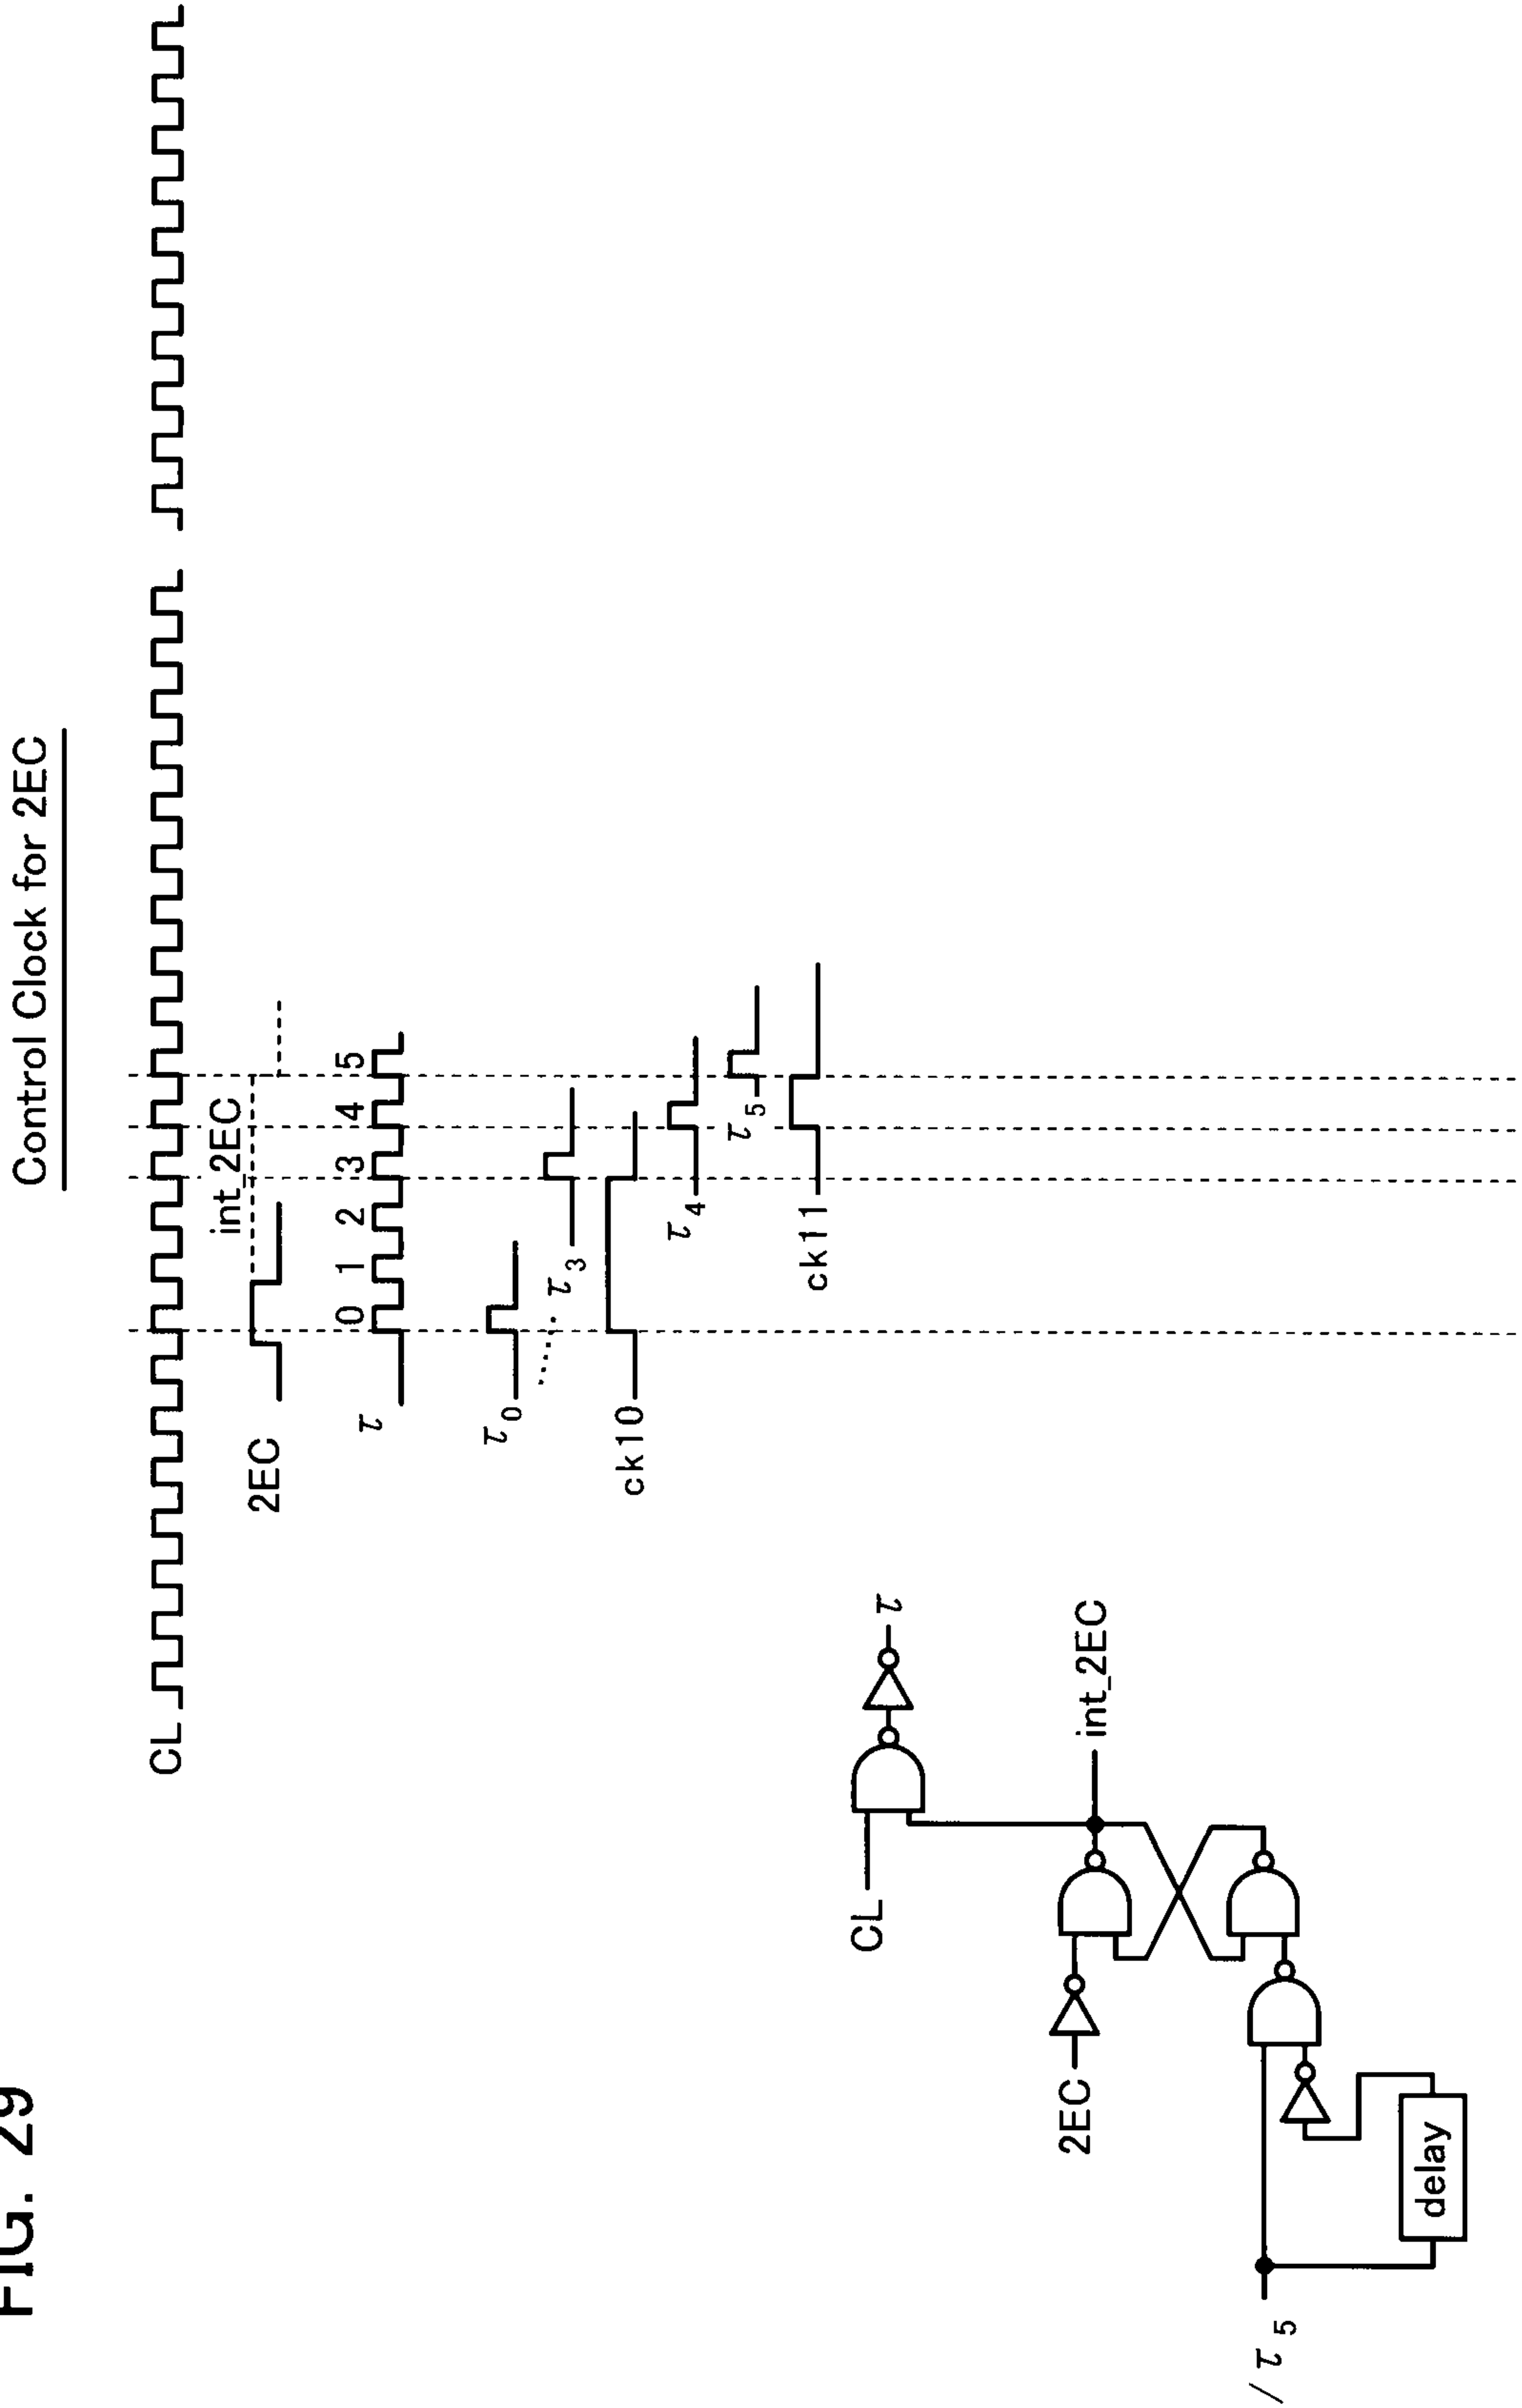 FIG. 29
Control Clock for 2EC
CL
2EC
int_2EC
τ
0 1 2 3 4 5
τ0
τ3
ck10
τ4
τ5
ck11
CL
τ
2EC
int_2EC
/τ5
delay